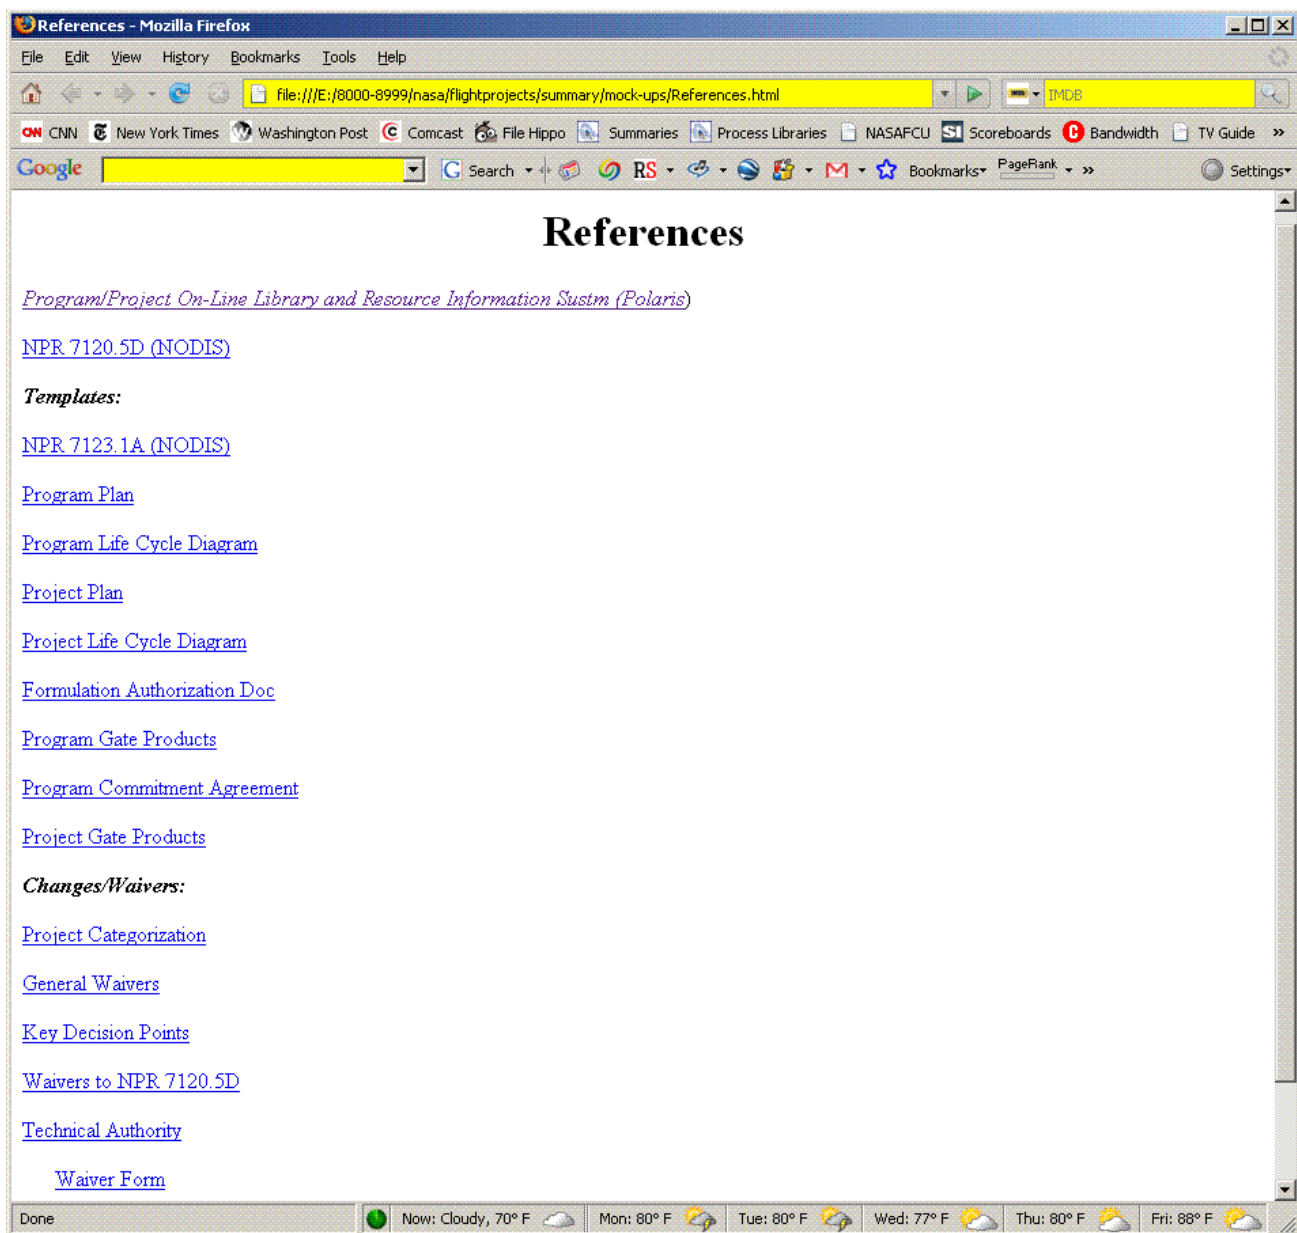 References - Mozilla Firefox
File Edit View History Bookmarks Tools Help
file:///E:/8000-8999/nasa/flightprojects/summary/mock-ups/References.html IMDB
CNN New York Times Washington Post Comcast File Hippo Summaries Process Libraries NASAFCU SI Scoreboards Bandwidth TV Guide »
Google G Search RS Bookmarks PageRank » Settings
References
Program/Project On-Line Library and Resource Information Sustm (Polaris)
NPR 7120.5D (NODIS)
Templates:
NPR 7123.1A (NODIS)
Program Plan
Program Life Cycle Diagram
Project Plan
Project Life Cycle Diagram
Formulation Authorization Doc
Program Gate Products
Program Commitment Agreement
Project Gate Products
Changes/Waivers:
Project Categorization
General Waivers
Key Decision Points
Waivers to NPR 7120.5D
Technical Authority
Waiver Form
Done Now: Cloudy, 70° F Mon: 80° F Tue: 80° F Wed: 77° F Thu: 80° F Fri: 88° F